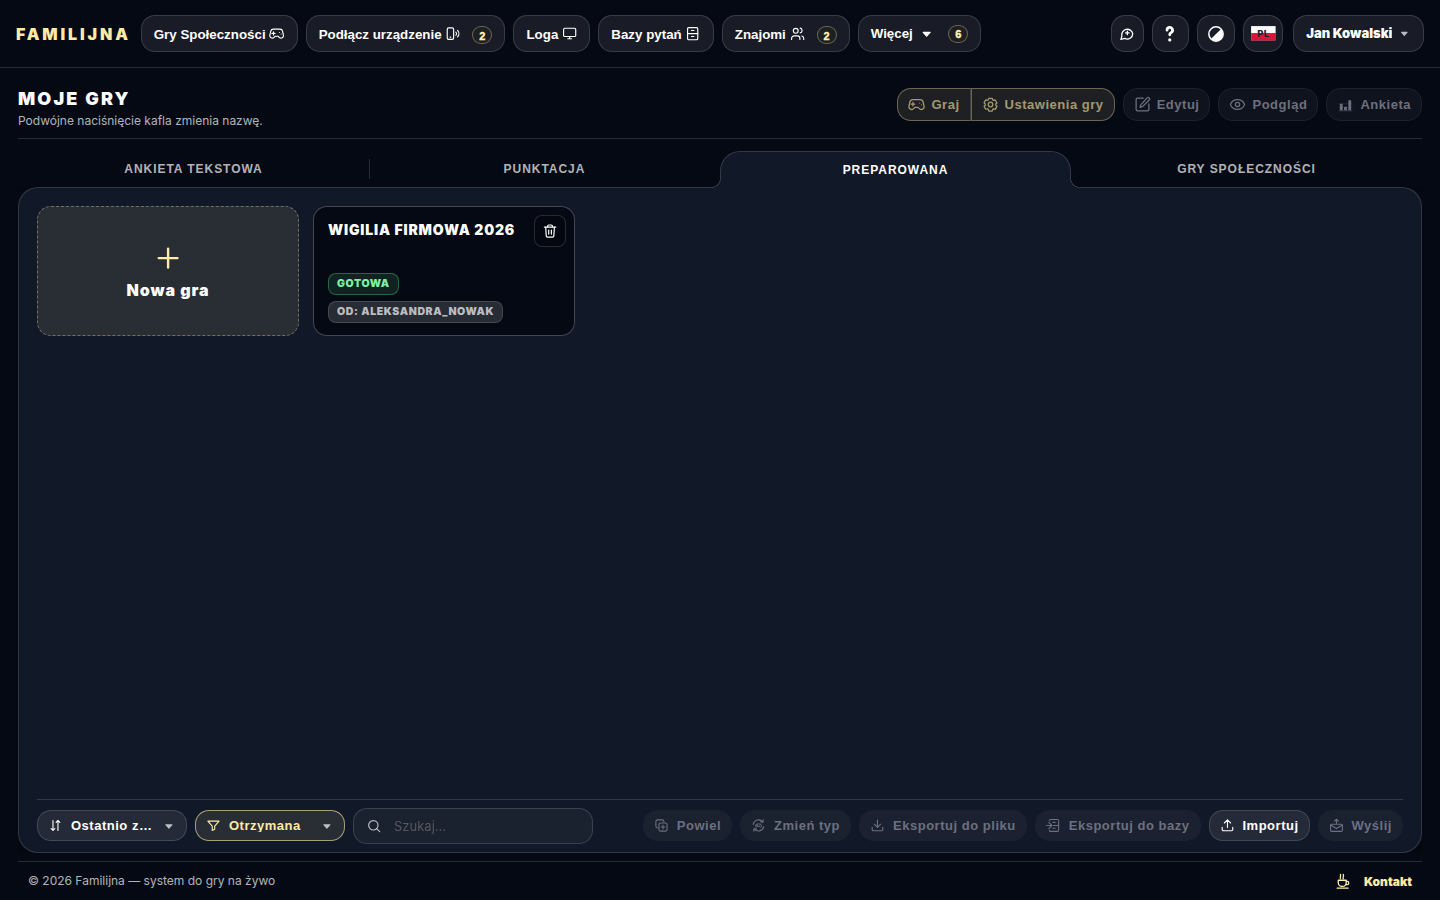 FAMILIJNA
Gry Społeczności
Podłącz urządzenie 2
Loga
Bazy pytań
Znajomi 2
Więcej 6
?
PL
Jan Kowalski
MOJE GRY
Podwójne naciśnięcie kafla zmienia nazwę.
Graj
Ustawienia gry
Edytuj
Podgląd
Ankieta
ANKIETA TEKSTOWA
PUNKTACJA
PREPAROWANA
GRY SPOŁECZNOŚCI
Nowa gra
WIGILIA FIRMOWA 2026
GOTOWA
OD: ALEKSANDRA_NOWAK
Ostatnio z...
Otrzymana
Szukaj...
Powiel
Zmień typ
Eksportuj do pliku
Eksportuj do bazy
Importuj
Wyślij
© 2026 Familijna — system do gry na żywo
Kontakt